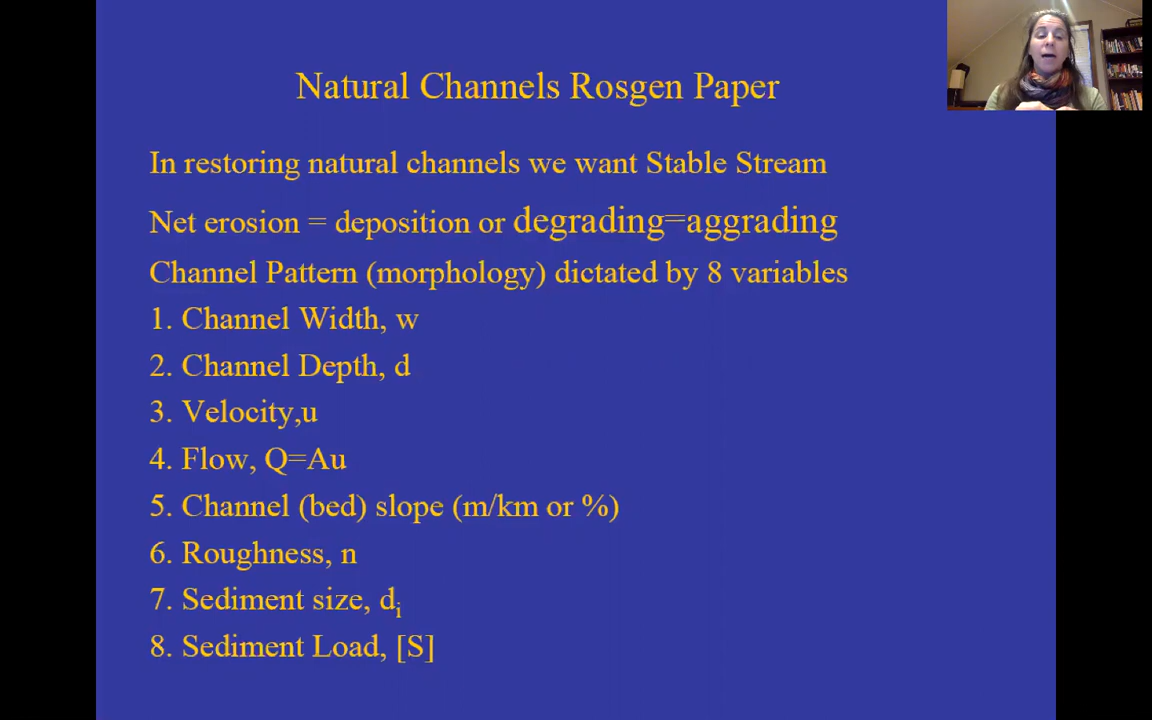 Natural Channels Rosgen Paper
In restoring natural channels we want Stable Stream
Net erosion = deposition or degrading=aggrading
Channel Pattern (morphology) dictated by 8 variables
1. Channel Width, w
2. Channel Depth, d
3. Velocity,u
4. Flow, Q=Au
5. Channel (bed) slope (m/km or %)
6. Roughness, n
7. Sediment size, dᵢ
8. Sediment Load, [S]